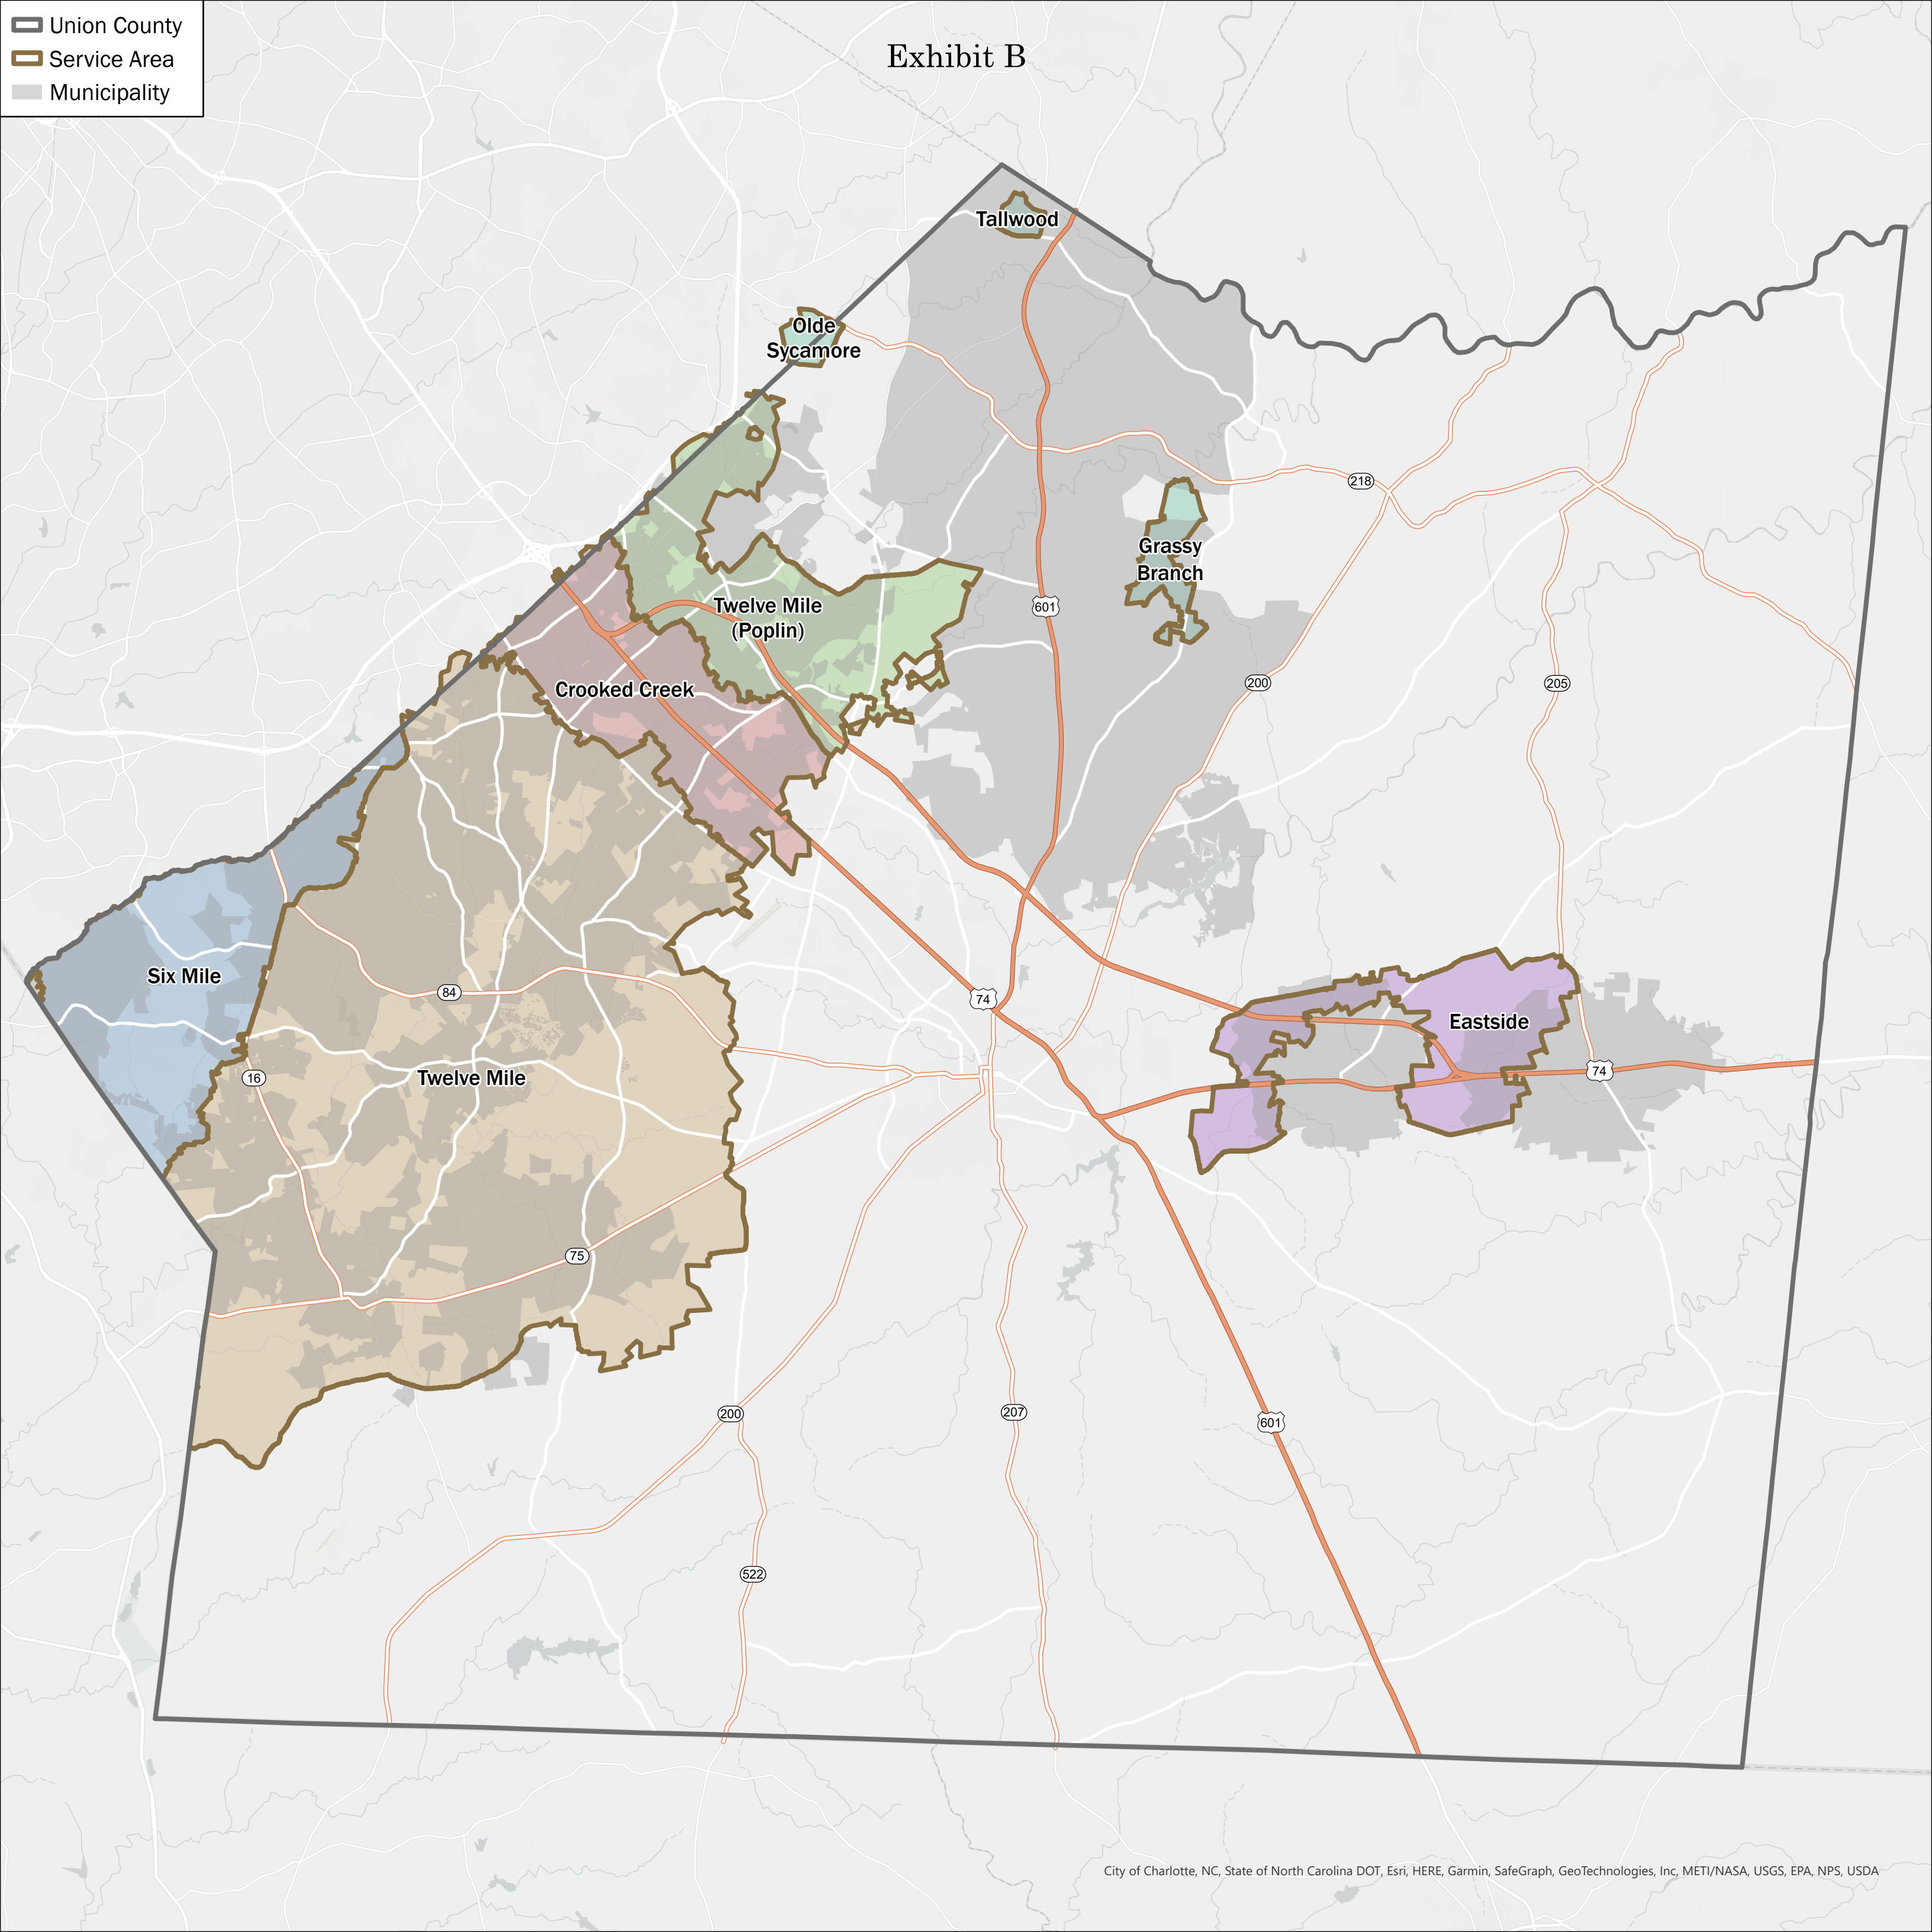 Union County
Service Area
Municipality
Exhibit B
Tallwood
Olde
Sycamore
218
Grassy
Branch
Twelve Mile
(Poplin)
601
Crooked Creek
200
205
Six Mile
84
74
Eastside
16
Twelve Mile
74
75
200
207
601
522
City of Charlotte, NC, State of North Carolina DOT, Esri, HERE, Garmin, SafeGraph, GeoTechnologies, Inc, METI/NASA, USGS, EPA, NPS, USDA